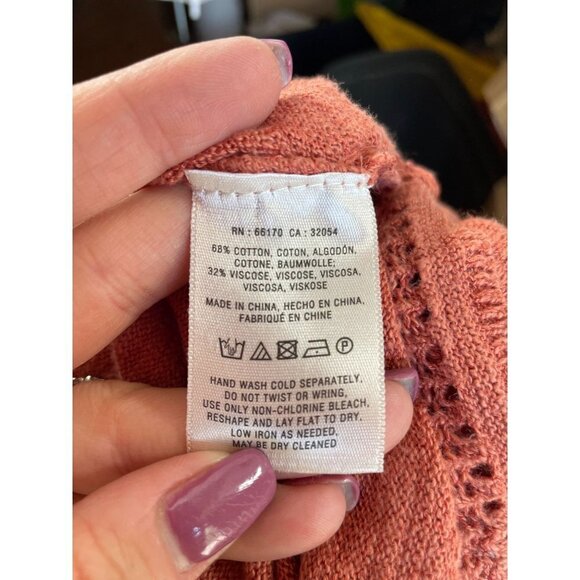 RN : 66170 CA : 32054
68% COTTON, COTON, ALGODÓN,
COTONE, BAUMWOLLE;
32% VISCOSE, VISCOSE, VISCOSA,
VISCOSA, VISKOSE
MADE IN CHINA, HECHO EN CHINA,
FABRIQUÉ EN CHINE
P
HAND WASH COLD SEPARATELY.
DO NOT TWIST OR WRING,
USE ONLY NON-CHLORINE BLEACH.
RESHAPE AND LAY FLAT TO DRY.
LOW IRON AS NEEDED,
MAY BE DRY CLEANED